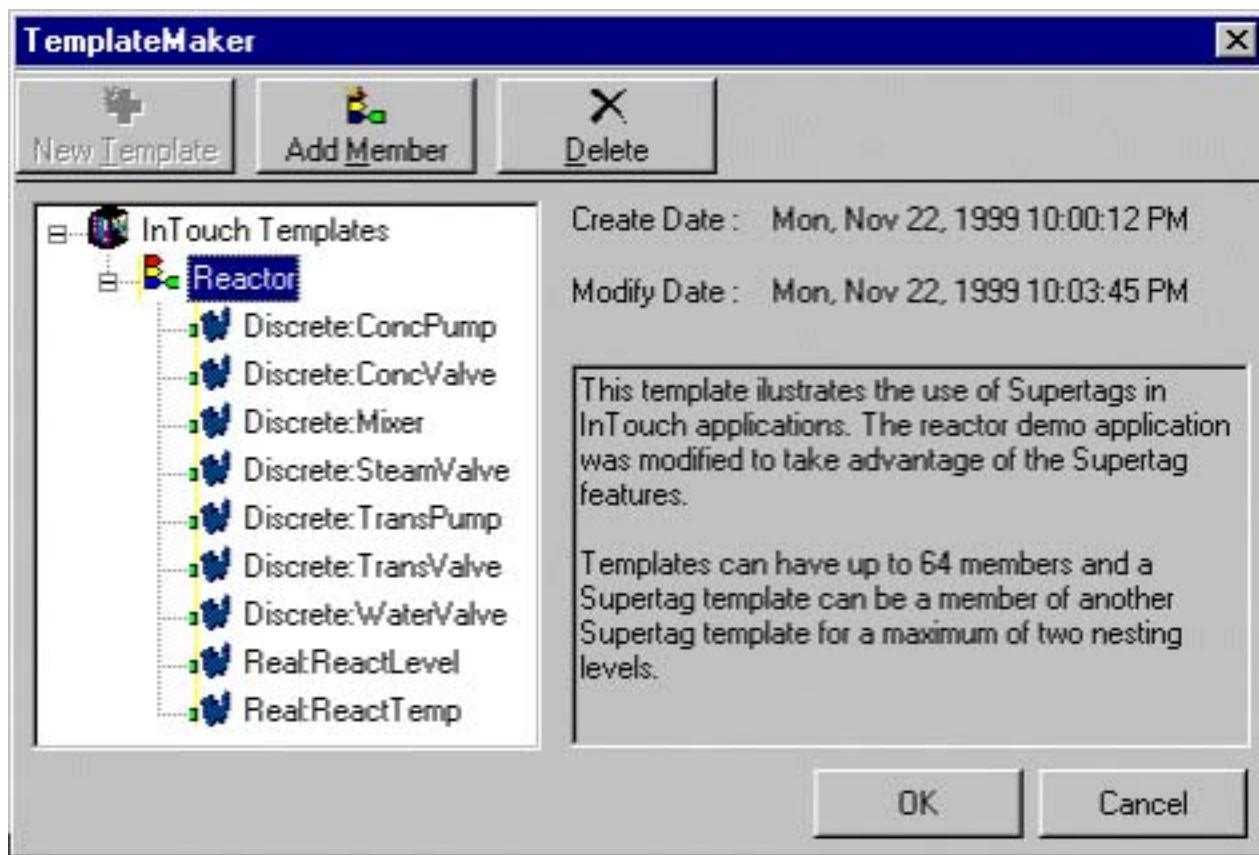 TemplateMaker
New Template
Add Member
Delete
InTouch Templates
Reactor
Discrete:ConcPump
Discrete:ConcValve
Discrete:Mixer
Discrete:SteamValve
Discrete:TransPump
Discrete:TransValve
Discrete:WaterValve
Real:ReactLevel
Real:ReactTemp
Create Date : Mon, Nov 22, 1999 10:00:12 PM
Modify Date : Mon, Nov 22, 1999 10:03:45 PM
This template ilustrates the use of Supertags in
InTouch applications. The reactor demo application
was modified to take advantage of the Supertag
features.
Templates can have up to 64 members and a
Supertag template can be a member of another
Supertag template for a maximum of two nesting
levels.
OK
Cancel